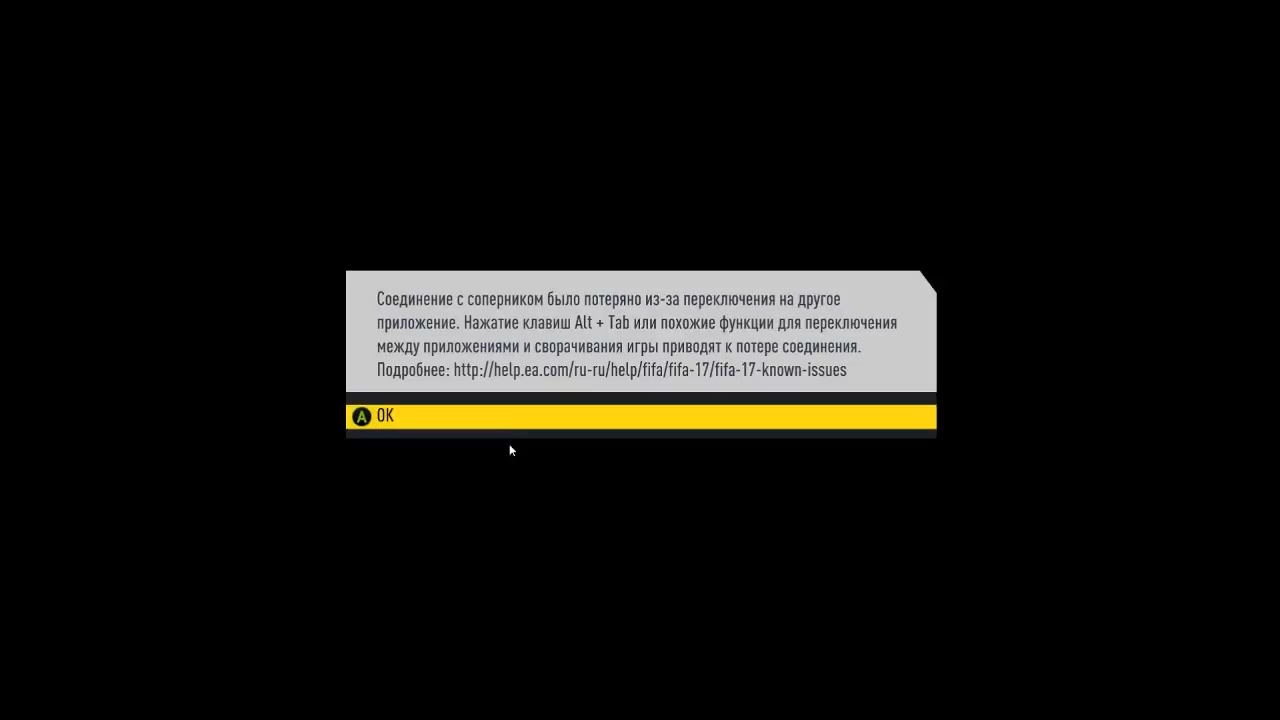 Соединение с соперником было потеряно из-за переключения на другое
приложение. Нажатие клавиш Alt + Tab или похожие функции для переключения
между приложениями и сворачивания игры приводят к потере соединения.
Подробнее: http://help.ea.com/ru-ru/help/fifa/fifa-17/fifa-17-known-issues
A OK